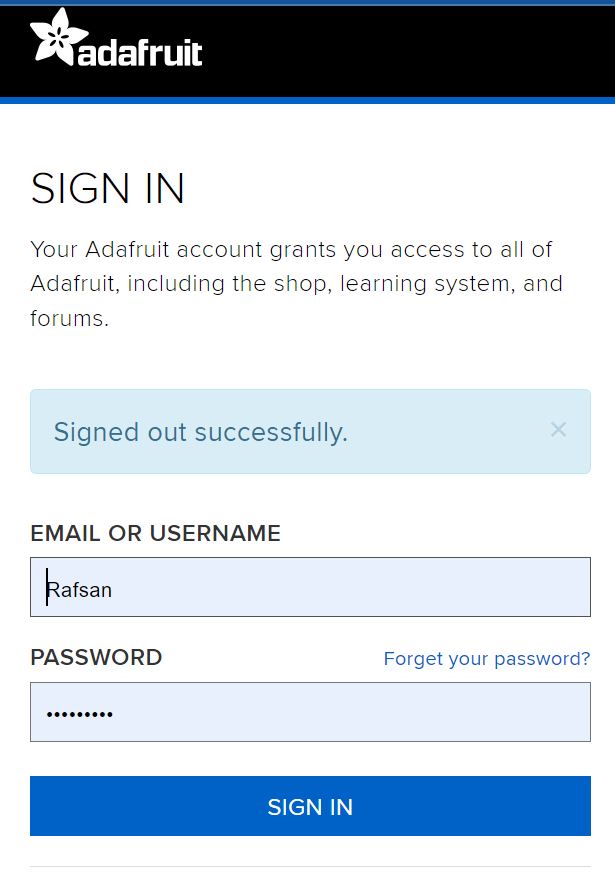 adafruit
SIGN IN
Your Adafruit account grants you access to all of
Adafruit, including the shop, learning system, and
forums.
Signed out successfully. ×
EMAIL OR USERNAME
Rafsan
PASSWORD Forget your password?
•••••••••
SIGN IN